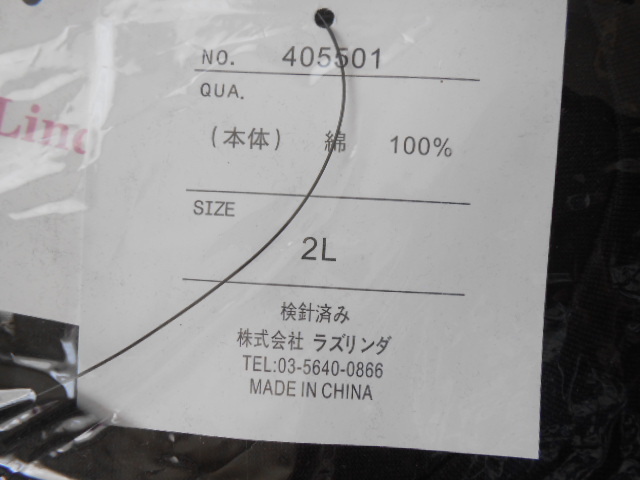 NO. 405501
QUA.
(本体) 綿 100%
SIZE
2L
検針済み
株式会社 ラズリンダ
TEL:03-5640-0866
MADE IN CHINA